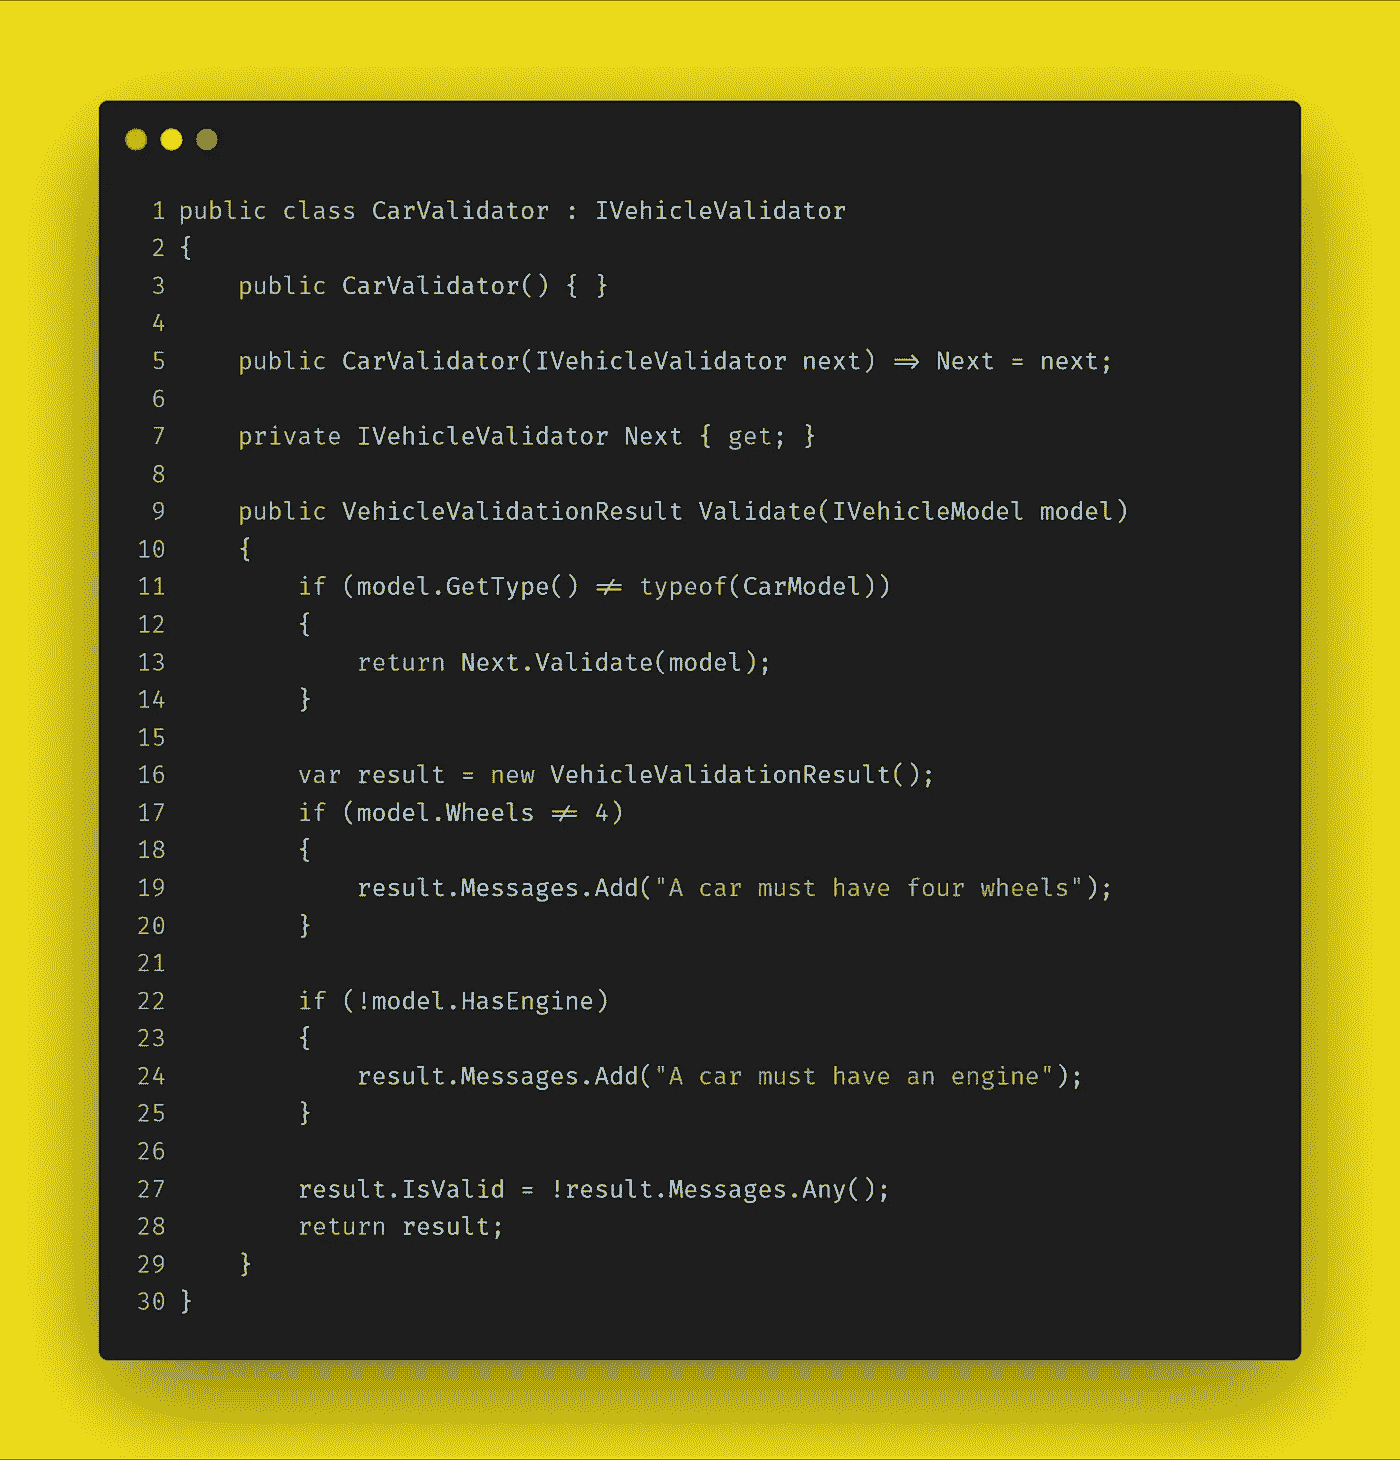 1 public class CarValidator : IVehicleValidator
2 {
3     public CarValidator() { }
4
5     public CarValidator(IVehicleValidator next) => Next = next;
6
7     private IVehicleValidator Next { get; }
8
9     public VehicleValidationResult Validate(IVehicleModel model)
10     {
11         if (model.GetType() != typeof(CarModel))
12         {
13             return Next.Validate(model);
14         }
15
16         var result = new VehicleValidationResult();
17         if (model.Wheels != 4)
18         {
19             result.Messages.Add("A car must have four wheels");
20         }
21
22         if (!model.HasEngine)
23         {
24             result.Messages.Add("A car must have an engine");
25         }
26
27         result.IsValid = !result.Messages.Any();
28         return result;
29     }
30 }